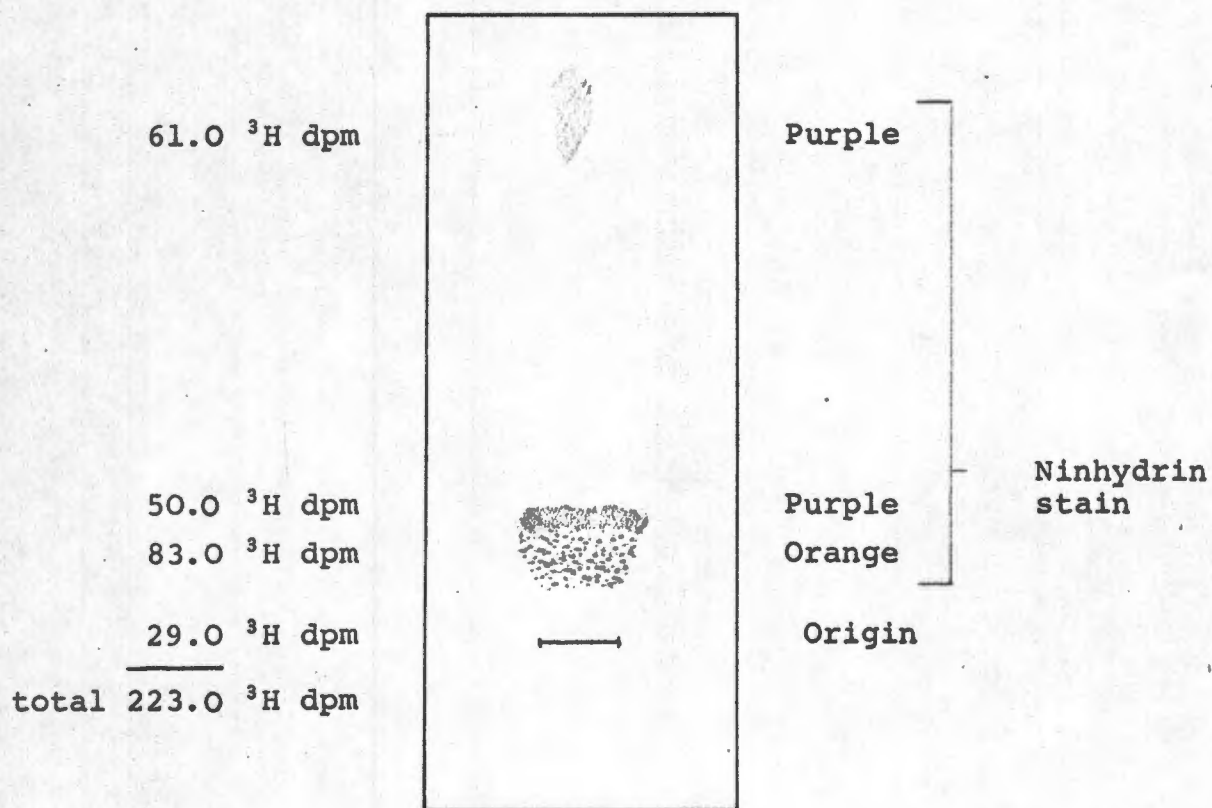 61.0 ³H dpm Purple
50.0 ³H dpm Purple Ninhydrin
stain
83.0 ³H dpm Orange
29.0 ³H dpm Origin
total 223.0 ³H dpm